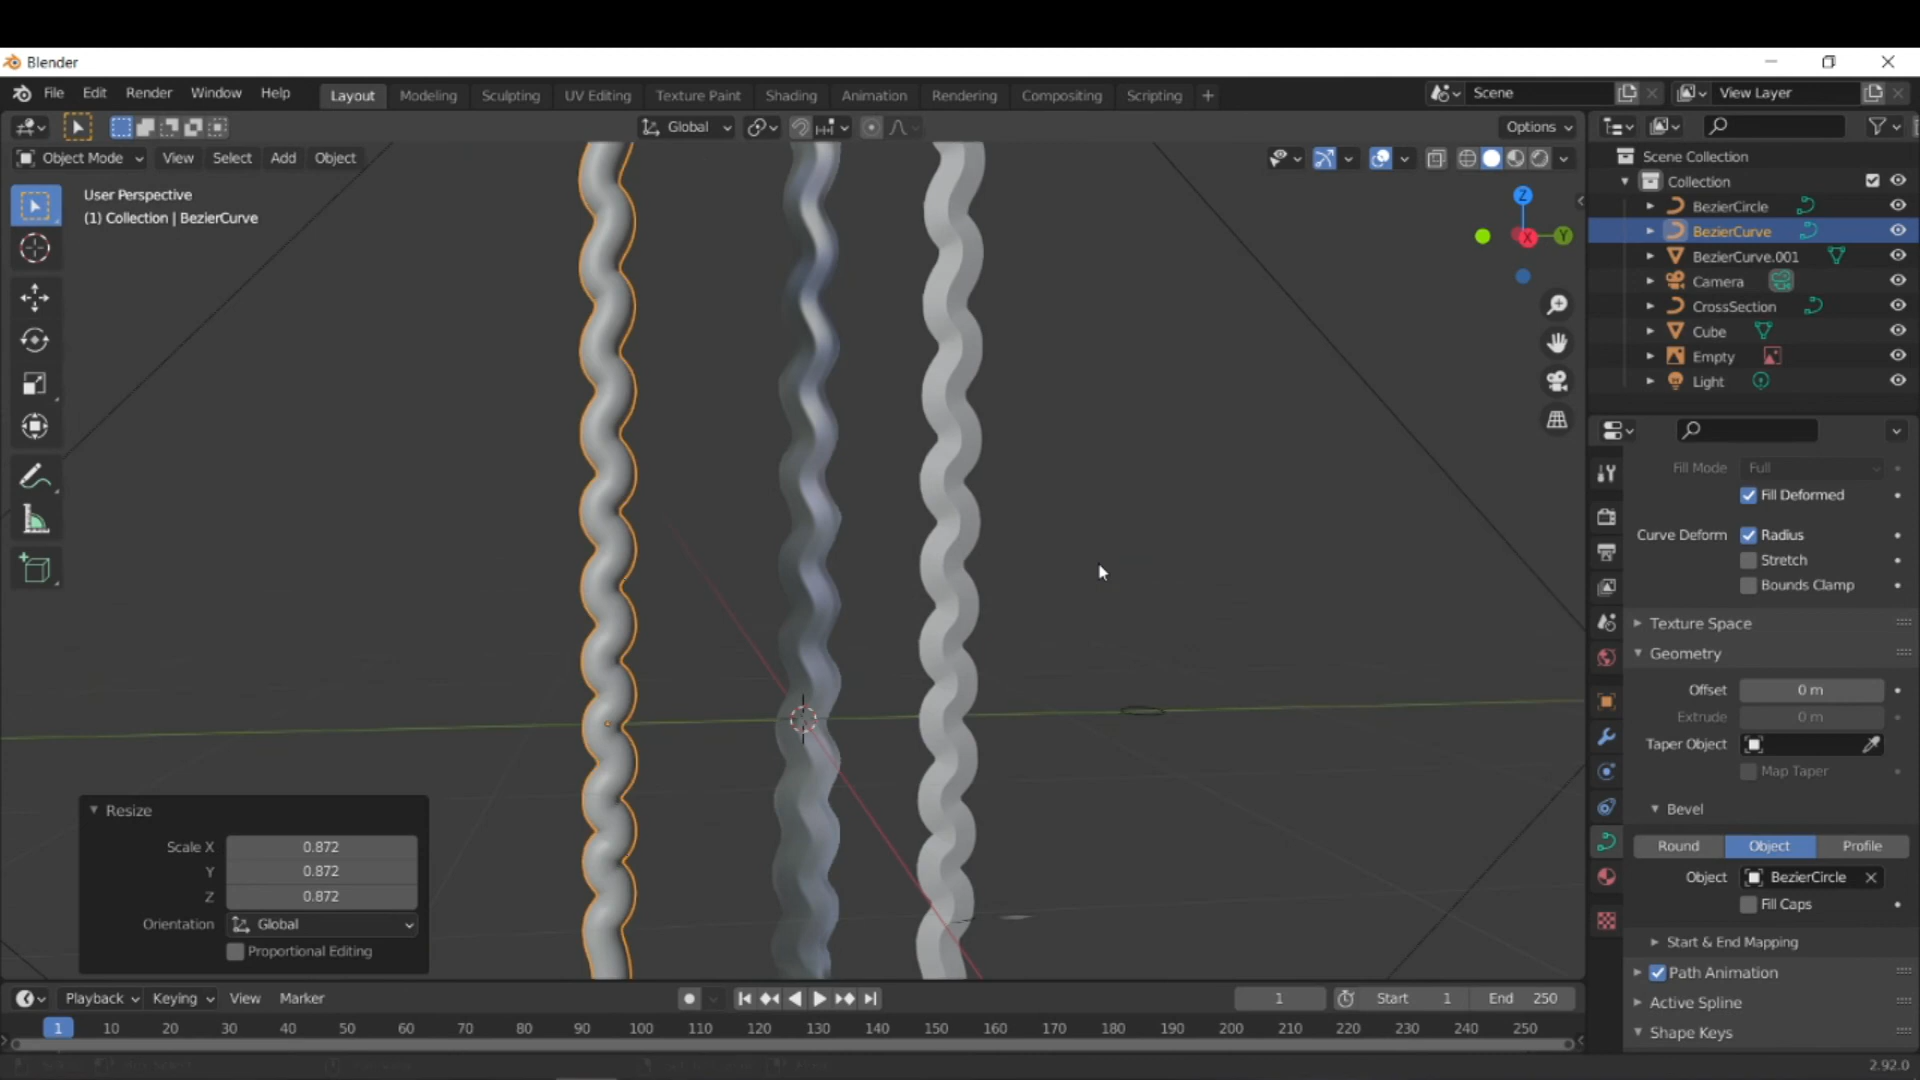 Blender
File Edit Render Window Help Layout Modeling Sculpting UV Editing Texture Paint Shading Animation Rendering Compositing Scripting + Scene View Layer
Global Options
Object Mode View Select Add Object
User Perspective
(1) Collection | BezierCurve
Z
X
Y
Scene Collection
Collection
BezierCircle
BezierCurve
BezierCurve.001
Camera
CrossSection
Cube
Empty
Light
Fill Mode Full
Fill Deformed
Curve Deform Radius
Stretch
Bounds Clamp
Texture Space
Geometry
Offset 0 m
Extrude 0 m
Taper Object
Map Taper
Bevel
Round Object Profile
Object BezierCircle
Fill Caps
Start & End Mapping
Path Animation
Active Spline
Shape Keys
Resize
Scale X 0.872
Y 0.872
Z 0.872
Orientation Global
Proportional Editing
Playback Keying View Marker 1 Start 1 End 250
1 10 20 30 40 50 60 70 80 90 100 110 120 130 140 150 160 170 180 190 200 210 220 230 240 250
2.92.0